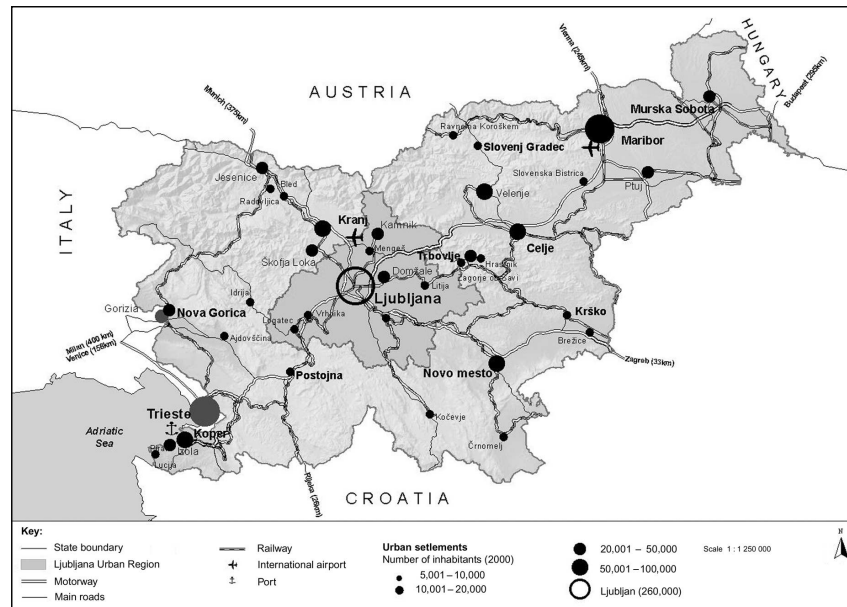 HUNGARY
Vienna (245km)
Budapest (295km)
Munich (375km)
AUSTRIA
Murska Sobota
Ravne na Koroškem
Maribor
Slovenj Gradec
Slovenska Bistrica
Ptuj
Jesenice
Bled
Radovljica
Velenje
ITALY
Kranj
Kamnik
Celje
Mengeš
Škofja Loka
Trbovlje
Hrastnik
Domžale
Zagorje ob Savi
Litija
Idrija
Ljubljana
Gorizia
Nova Gorica
Vrhnika
Krško
Logatec
Ajdovščina
Brežice
Milan (400 km)
Venice (158km)
Zagreb (33km)
Postojna
Novo mesto
Trieste
Kočevje
Adriatic
Sea
Koper
Črnomelj
Izola
Lucija
Rijeka (28km)
CROATIA
Key:
State boundary
Ljubljana Urban Region
Motorway
Main roads
Railway
International airport
Port
Urban setlements
Number of inhabitants (2000)
5,001 – 10,000
10,001 – 20,000
20,001 – 50,000
50,001 – 100,000
Ljubljan (260,000)
Scale 1 : 1 250 000
N